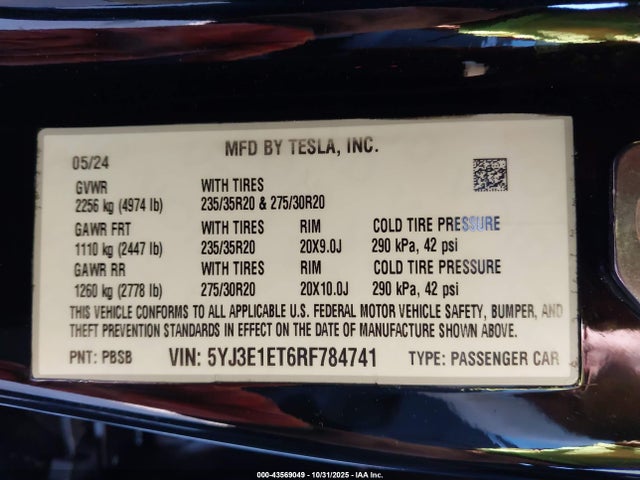 MFD BY TESLA, INC.
05/24
GVWR WITH TIRES
2256 kg (4974 lb) 235/35R20 & 275/30R20
GAWR FRT WITH TIRES RIM COLD TIRE PRESSURE
1110 kg (2447 lb) 235/35R20 20X9.0J 290 kPa, 42 psi
GAWR RR WITH TIRES RIM COLD TIRE PRESSURE
1260 kg (2778 lb) 275/30R20 20X10.0J 290 kPa, 42 psi
THIS VEHICLE CONFORMS TO ALL APPLICABLE U.S. FEDERAL MOTOR VEHICLE SAFETY, BUMPER, AND
THEFT PREVENTION STANDARDS IN EFFECT ON THE DATE OF MANUFACTURE SHOWN ABOVE.
PNT: PBSB VIN: 5YJ3E1ET6RF784741 TYPE: PASSENGER CAR
000-43569049 - 10/31/2025 - IAA Inc.